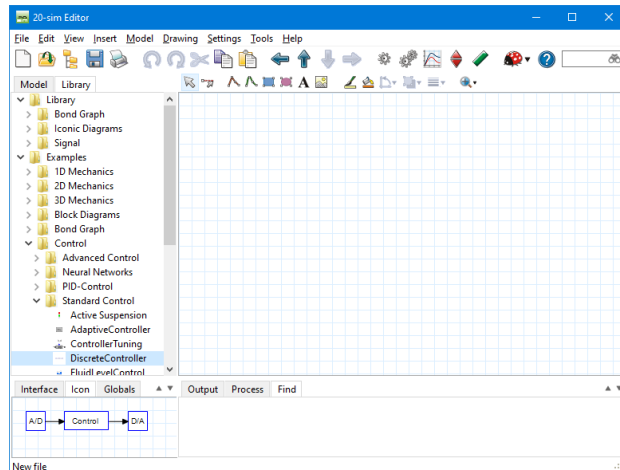 20-sim Editor
File Edit View Insert Model Drawing Settings Tools Help
Model Library
A
Library
Bond Graph
Iconic Diagrams
Signal
Examples
1D Mechanics
2D Mechanics
3D Mechanics
Block Diagrams
Bond Graph
Control
Advanced Control
Neural Networks
PID-Control
Standard Control
Active Suspension
AdaptiveController
ControllerTuning
DiscreteController
FluidLevelControl
Interface Icon Globals
Output Process Find
A/D Control D/A
New file